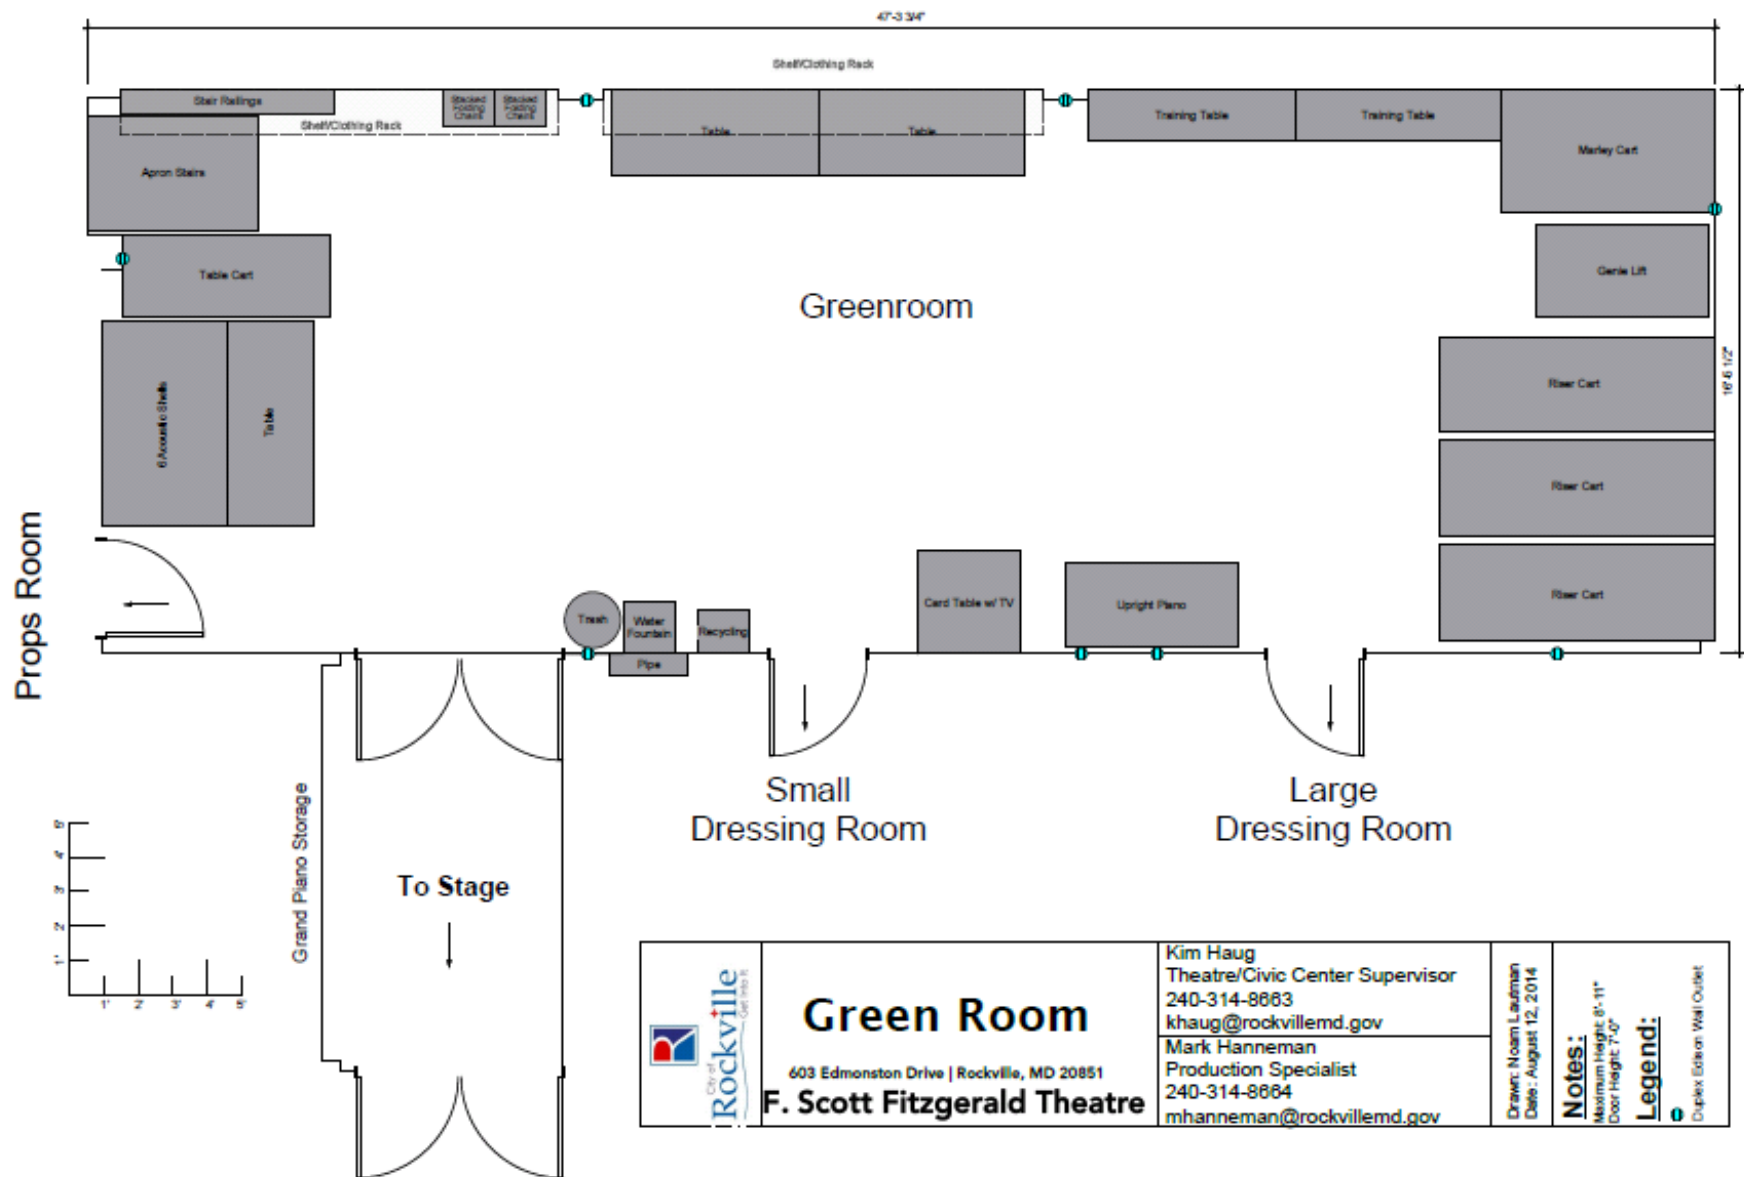 47'-3 3/4"
Shelf/Clothing Rack
Stair Railings
Stacked
Folding
Chairs
Stacked
Folding
Chairs
Shelf/Clothing Rack
Table
Table
Training Table
Training Table
Marley Cart
Apron Stairs
Table Cart
Genie Lift
Greenroom
16'-6 1/2"
6 Acoustic Shells
Table
Riser Cart
Riser Cart
Riser Cart
Props Room
Trash
Water
Fountain
Recycling
Pipe
Card Table w/ TV
Upright Piano
Small
Dressing Room
Large
Dressing Room
Grand Piano Storage
To Stage
5'
4'
3'
2'
1'
1'
2'
3'
4'
5'
City of
Rockville
Get Into It
Green Room
603 Edmonston Drive | Rockville, MD 20851
F. Scott Fitzgerald Theatre
Kim Haug
Theatre/Civic Center Supervisor
240-314-8663
khaug@rockvillemd.gov
Mark Hanneman
Production Specialist
240-314-8664
mhanneman@rockvillemd.gov
Drawn: Noam Lautman
Date: August 12, 2014
Notes:
Maximum Height: 8'-11"
Door Height: 7'-0"
Legend:
Duplex Edison Wall Outlet